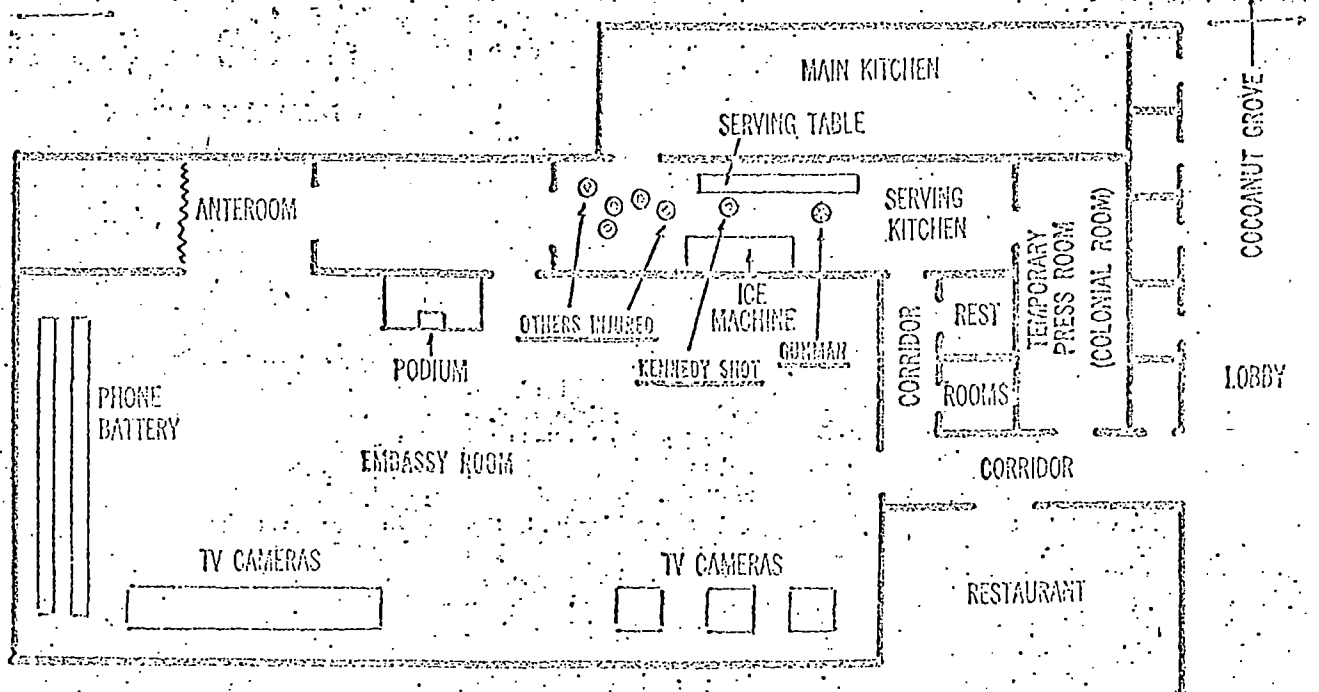 MAIN KITCHEN
SERVING TABLE
COCOANUT GROVE
ANTEROOM
SERVING
KITCHEN
TEMPORARY
PRESS ROOM
(COLONIAL ROOM)
OTHERS INJURED
ICE
MACHINE
KENNEDY SHOT
GUNMAN
CORRIDOR
REST
ROOMS
PODIUM
LOBBY
PHONE
BATTERY
EMBASSY ROOM
CORRIDOR
TV CAMERAS
TV CAMERAS
RESTAURANT